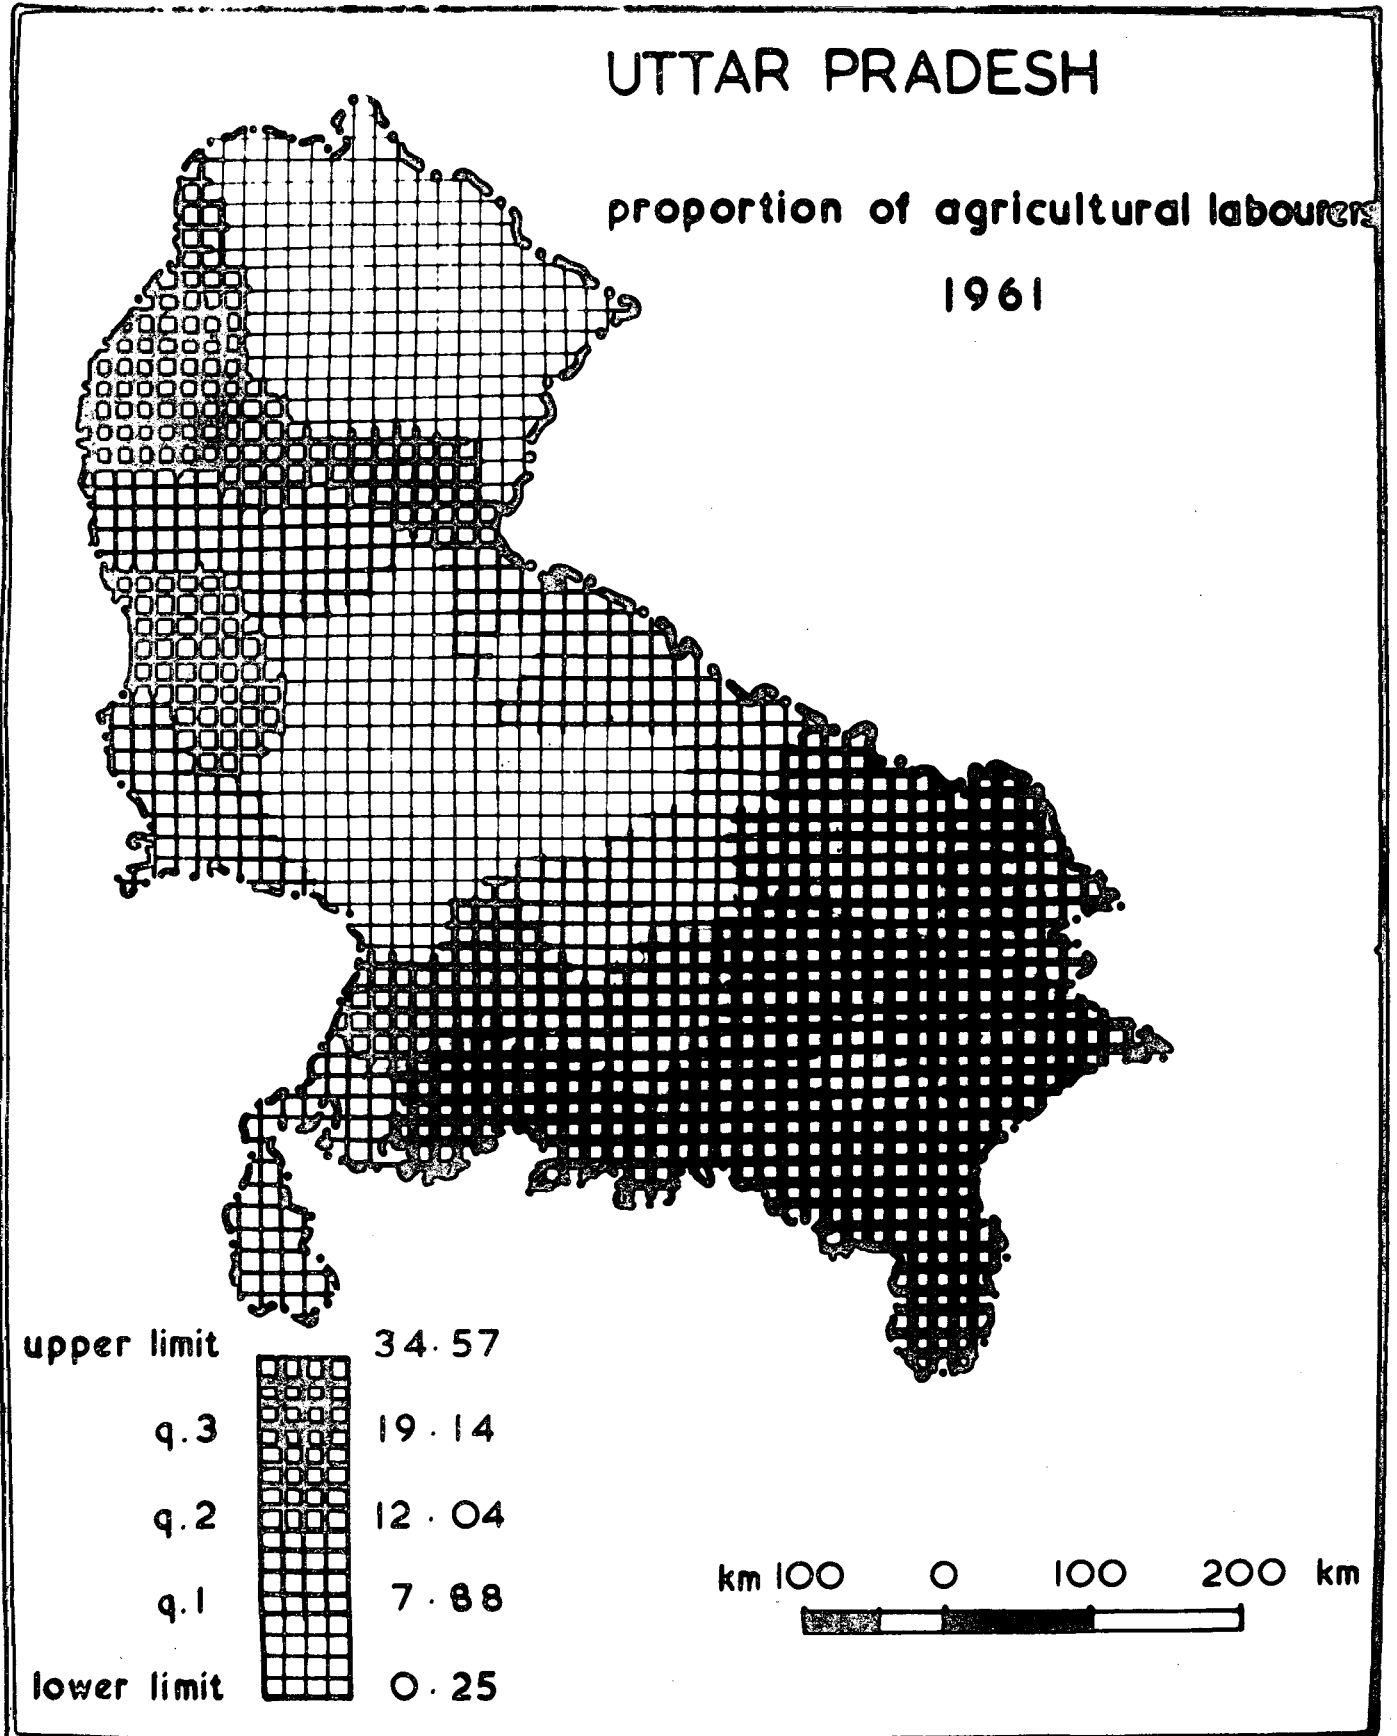 UTTAR PRADESH
proportion of agricultural labourers
1961
upper limit 34.57
q.3 19.14
q.2 12.04
q.1 7.88
lower limit 0.25
km 100 0 100 200 km